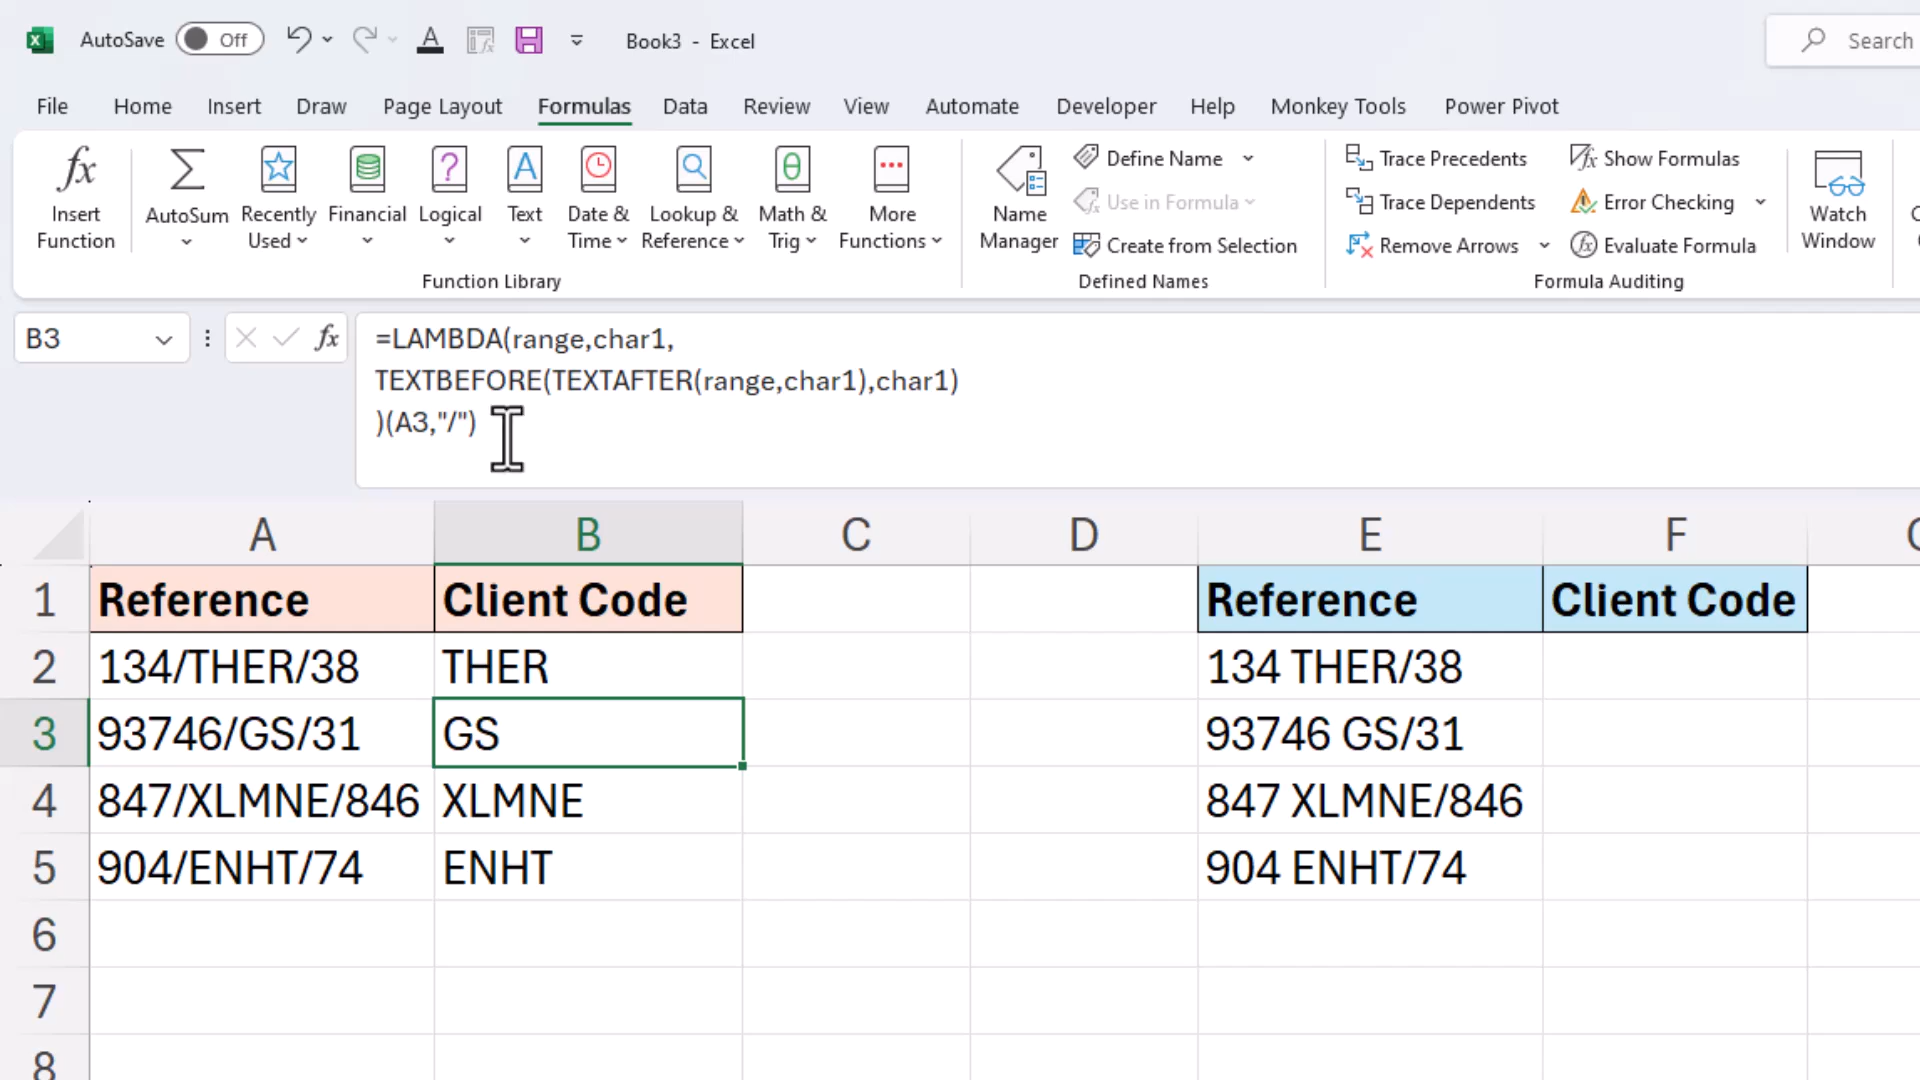 AutoSave Off Book3 - Excel Search
File Home Insert Draw Page Layout Formulas Data Review View Automate Developer Help Monkey Tools Power Pivot
Insert Function
AutoSum
Recently Used
Financial
Logical
Text
Date & Time
Lookup & Reference
Math & Trig
More Functions
Function Library
Name Manager
Define Name
Use in Formula
Create from Selection
Defined Names
Trace Precedents
Trace Dependents
Remove Arrows
Show Formulas
Error Checking
Evaluate Formula
Formula Auditing
Watch Window
B3 fx =LAMBDA(range,char1,
TEXTBEFORE(TEXTAFTER(range,char1),char1)
)(A3,"/")
A B C D E F
1 Reference Client Code Reference Client Code
2 134/THER/38 THER 134 THER/38
3 93746/GS/31 GS 93746 GS/31
4 847/XLMNE/846 XLMNE 847 XLMNE/846
5 904/ENHT/74 ENHT 904 ENHT/74
6
7
8